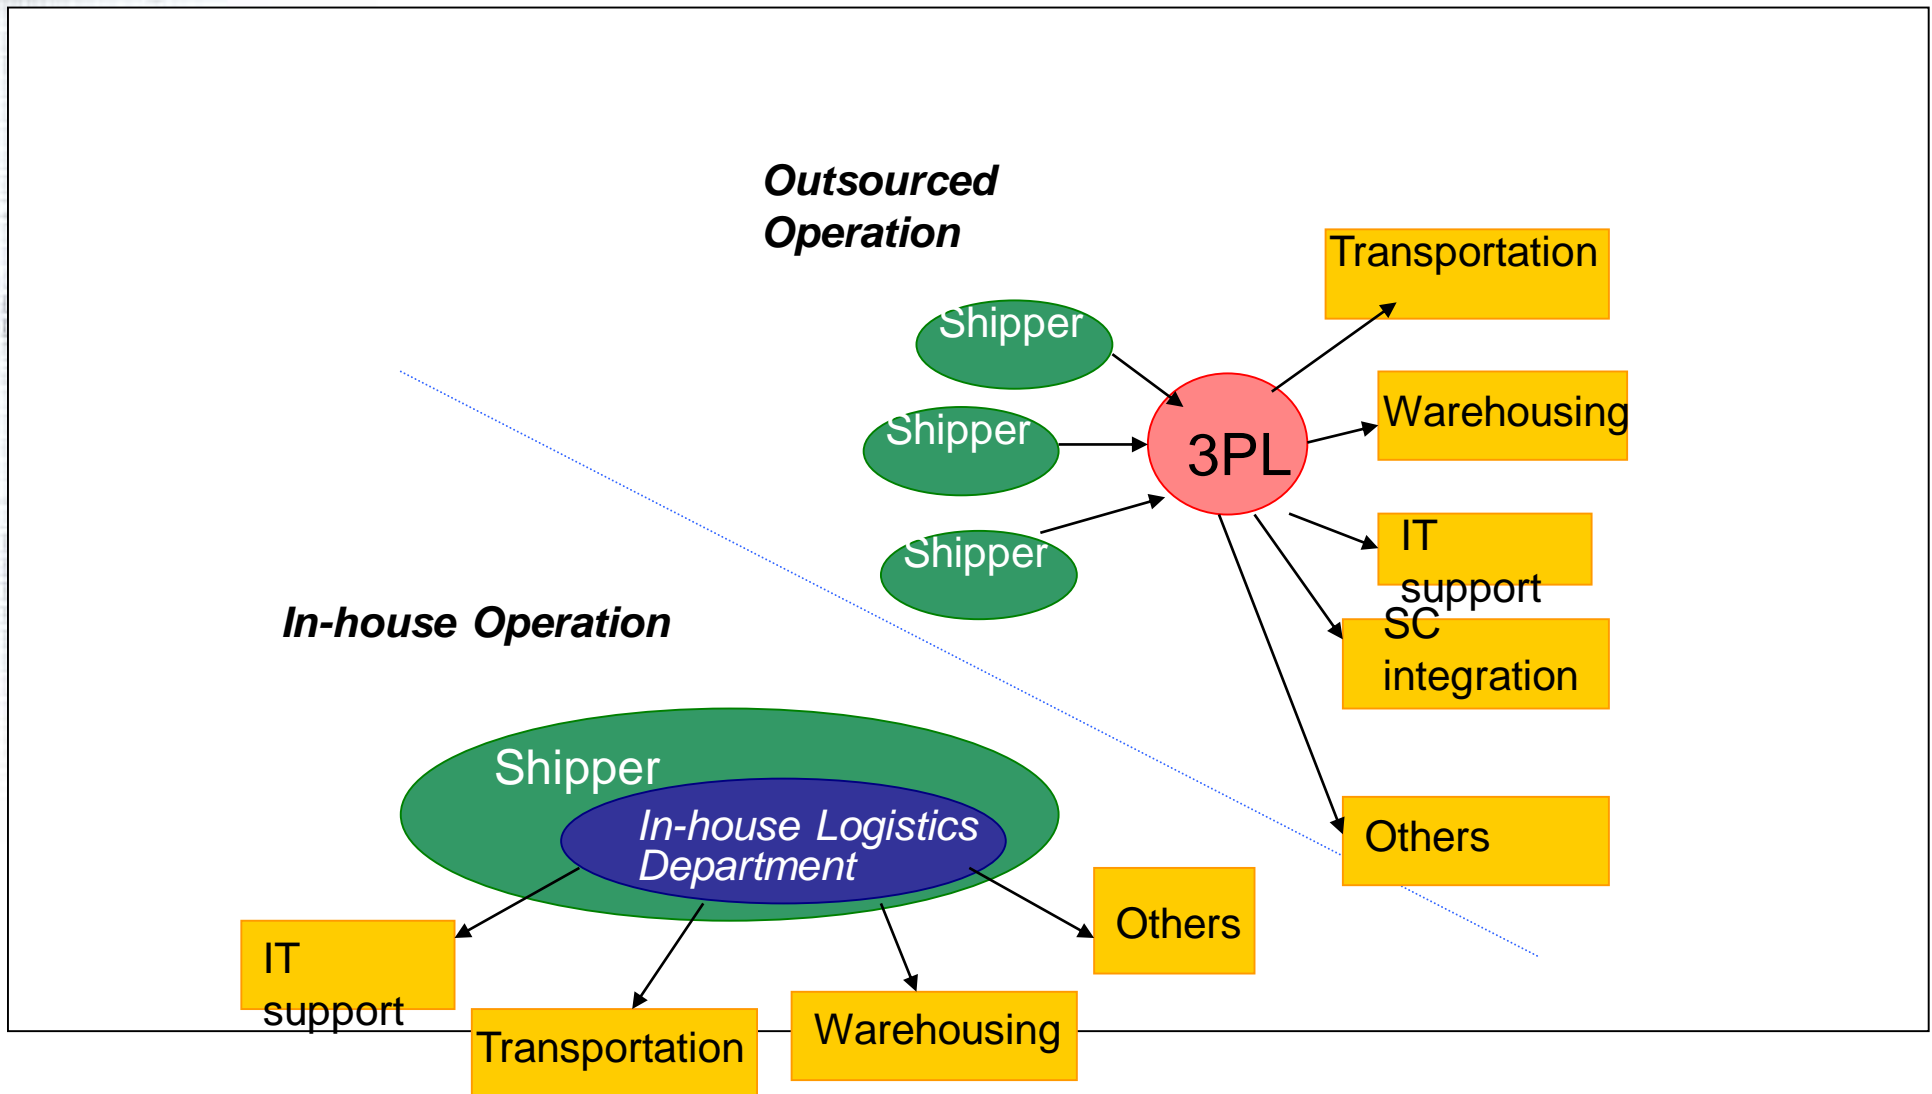 Outsourced
Operation
Transportation
Shipper
Warehousing
Shipper
3PL
IT
support
Shipper
SC
integration
In-house Operation
Shipper
In-house Logistics
Department
Others
Others
IT
support
Warehousing
Transportation